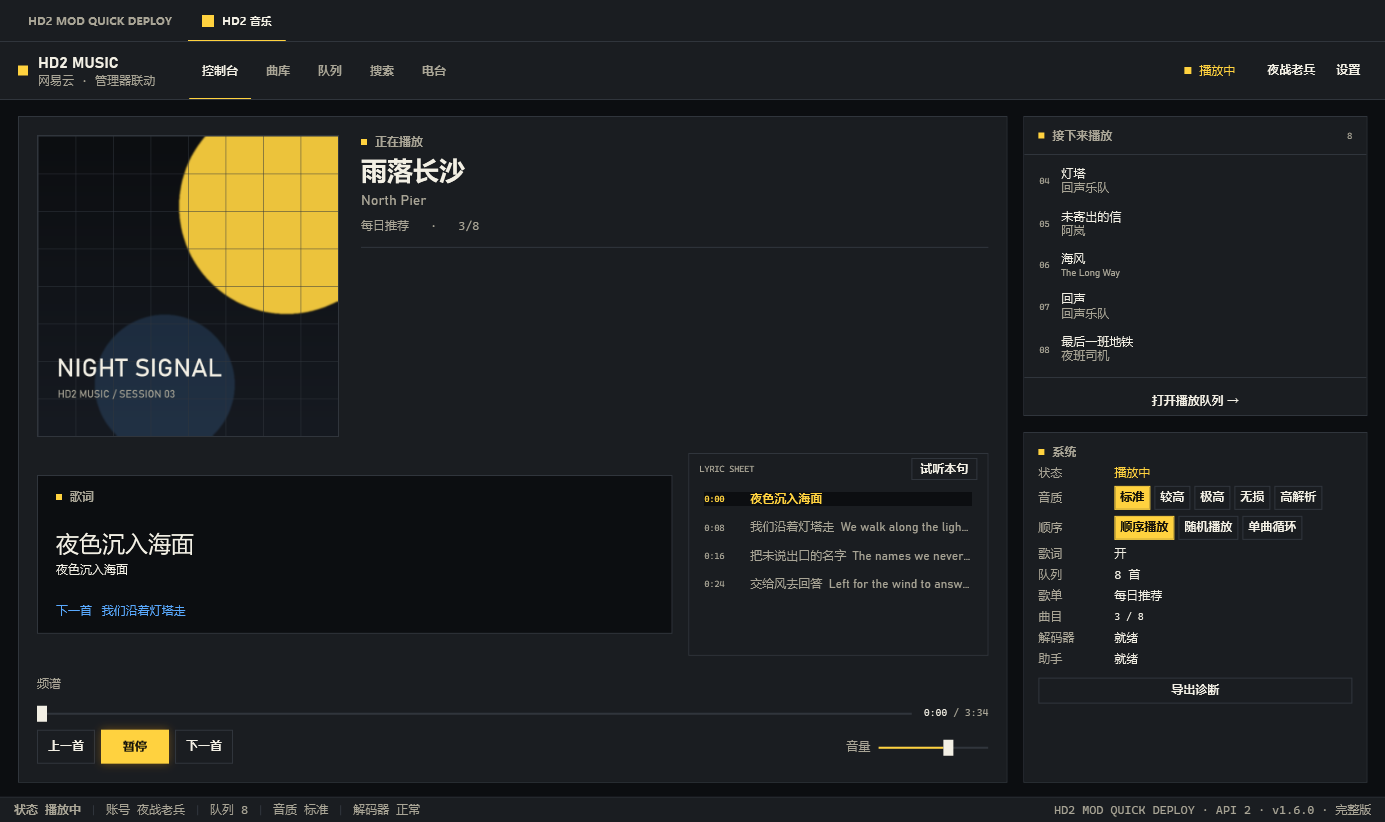 HD2 MOD QUICK DEPLOY
HD2 音乐
HD2 MUSIC
网易云 · 管理器联动
控制台
曲库
队列
搜索
电台
播放中
夜战老兵
设置
NIGHT SIGNAL
HD2 MUSIC / SESSION 03
正在播放
雨落长沙
North Pier
每日推荐 · 3/8
歌词
夜色沉入海面
夜色沉入海面
下一首 我们沿着灯塔走
LYRIC SHEET
试听本句
0:00 夜色沉入海面
0:08 我们沿着灯塔走 We walk along the ligh…
0:16 把未说出口的名字 The names we never…
0:24 交给风去回答 Left for the wind to answ…
频谱
0:00 / 3:34
上一首
暂停
下一首
音量
接下来播放
8
04 灯塔
回声乐队
05 未寄出的信
阿岚
06 海风
The Long Way
07 回声
回声乐队
08 最后一班地铁
夜班司机
打开播放队列 →
系统
状态 播放中
音质 标准 较高 极高 无损 高解析
顺序 顺序播放 随机播放 单曲循环
歌词 开
队列 8 首
歌单 每日推荐
曲目 3 / 8
解码器 就绪
助手 就绪
导出诊断
状态 播放中 | 账号 夜战老兵 | 队列 8 | 音质 标准 | 解码器 正常
HD2 MOD QUICK DEPLOY · API 2 · v1.6.0 · 完整版